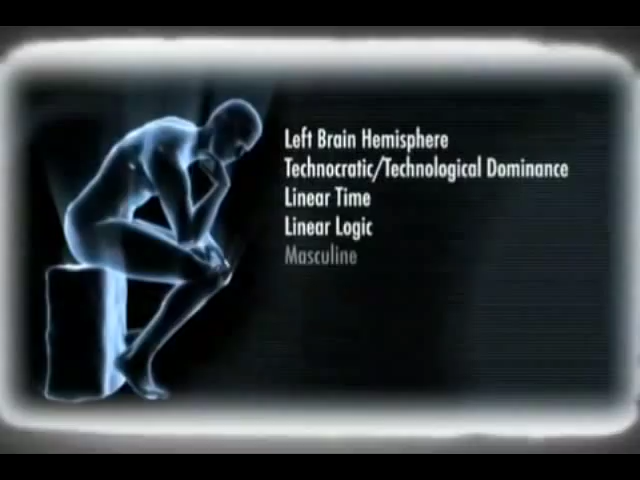 Left Brain Hemisphere
Technocratic/Technological Dominance
Linear Time
Linear Logic
Masculine